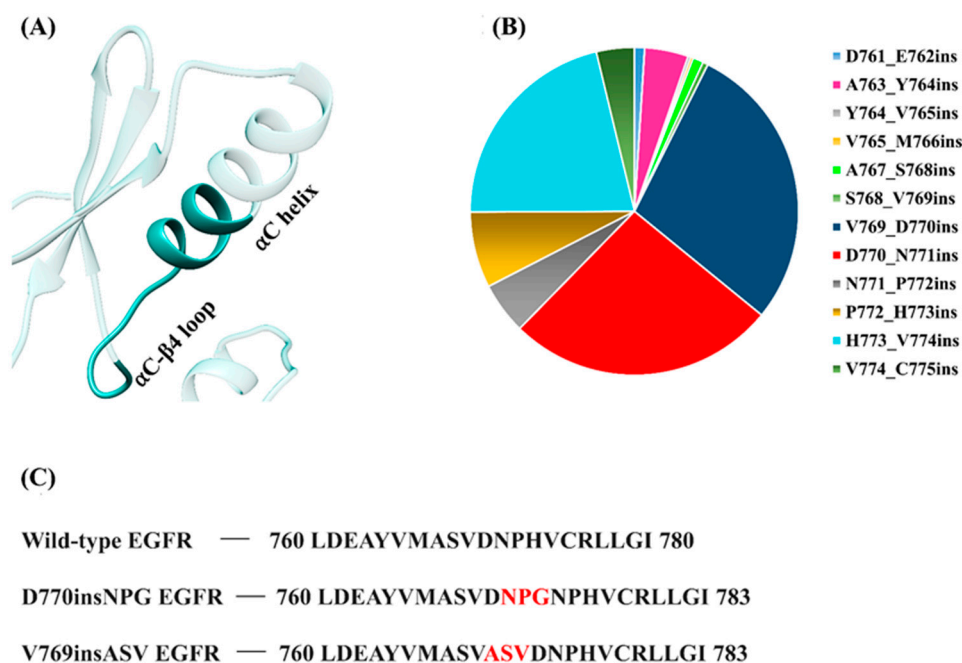 (A)
αC helix
αC-β4 loop
(B)
D761_E762ins
A763_Y764ins
Y764_V765ins
V765_M766ins
A767_S768ins
S768_V769ins
V769_D770ins
D770_N771ins
N771_P772ins
P772_H773ins
H773_V774ins
V774_C775ins
(C)
Wild-type EGFR — 760 LDEAYVMASVDNPHVCRLLGI 780
D770insNPG EGFR — 760 LDEAYVMASVDNPGNPHVCRLLGI 783
V769insASV EGFR — 760 LDEAYVMASVASVDNPHVCRLLGI 783